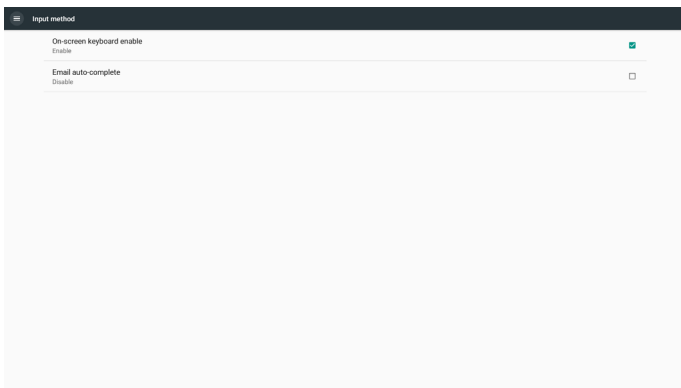 Input method
On-screen keyboard enable
Enable
Email auto-complete
Disable